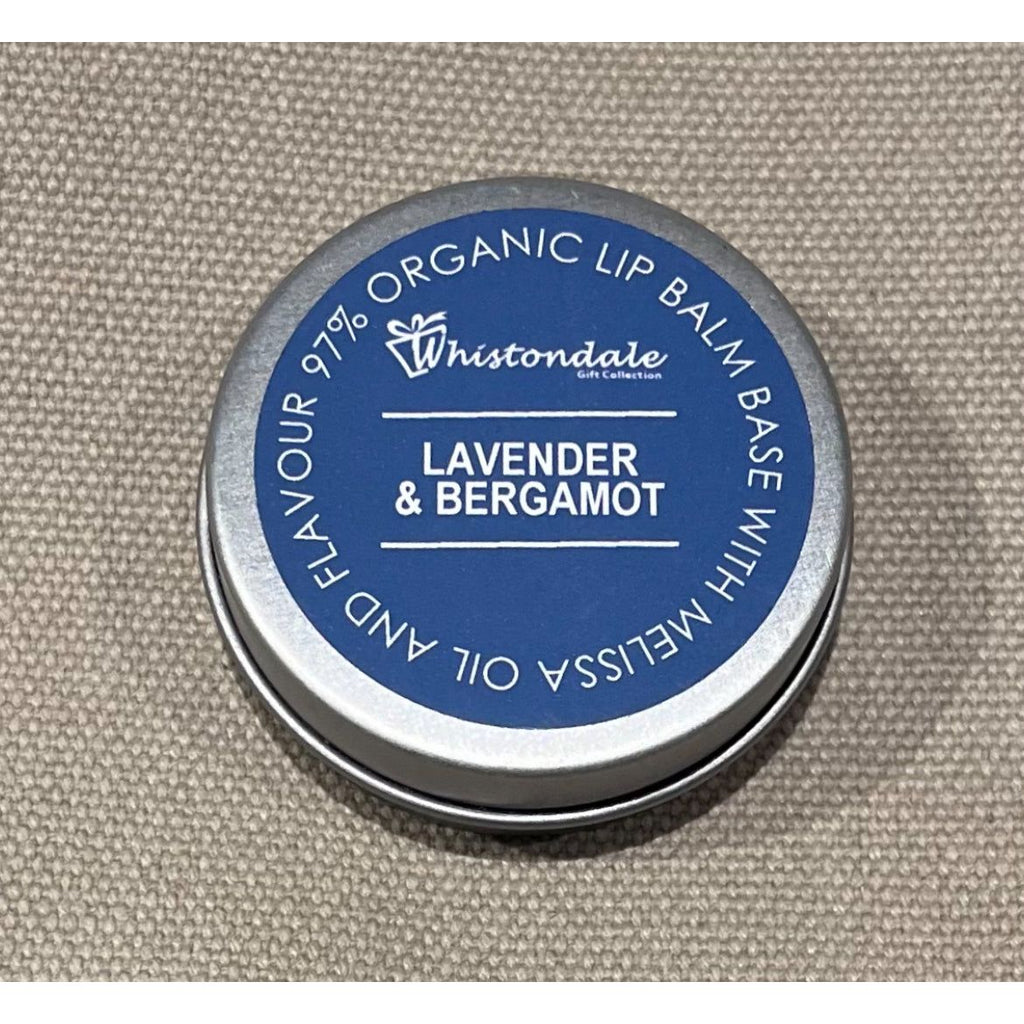 97% ORGANIC LIP BALM BASE WITH MELISSA OIL AND FLAVOUR
Whistondale
Gift Collection
LAVENDER
& BERGAMOT